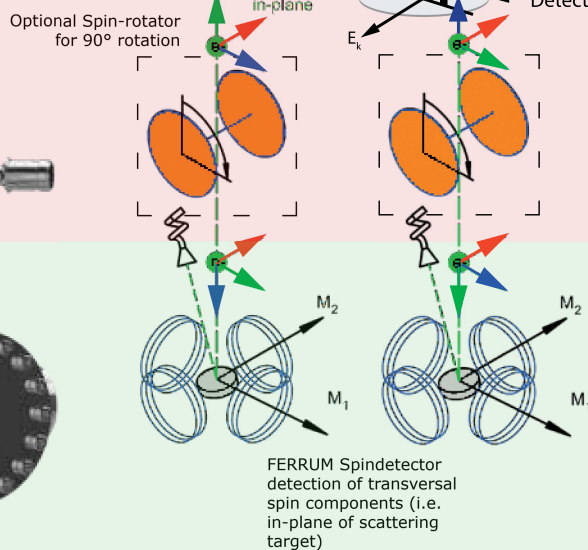 in-plane
Optional Spin-rotator
for 90° rotation
Detect
E k
M 2
M 1
M 2
M
FERRUM Spindetector
detection of transversal
spin components (i.e.
in-plane of scattering
target)